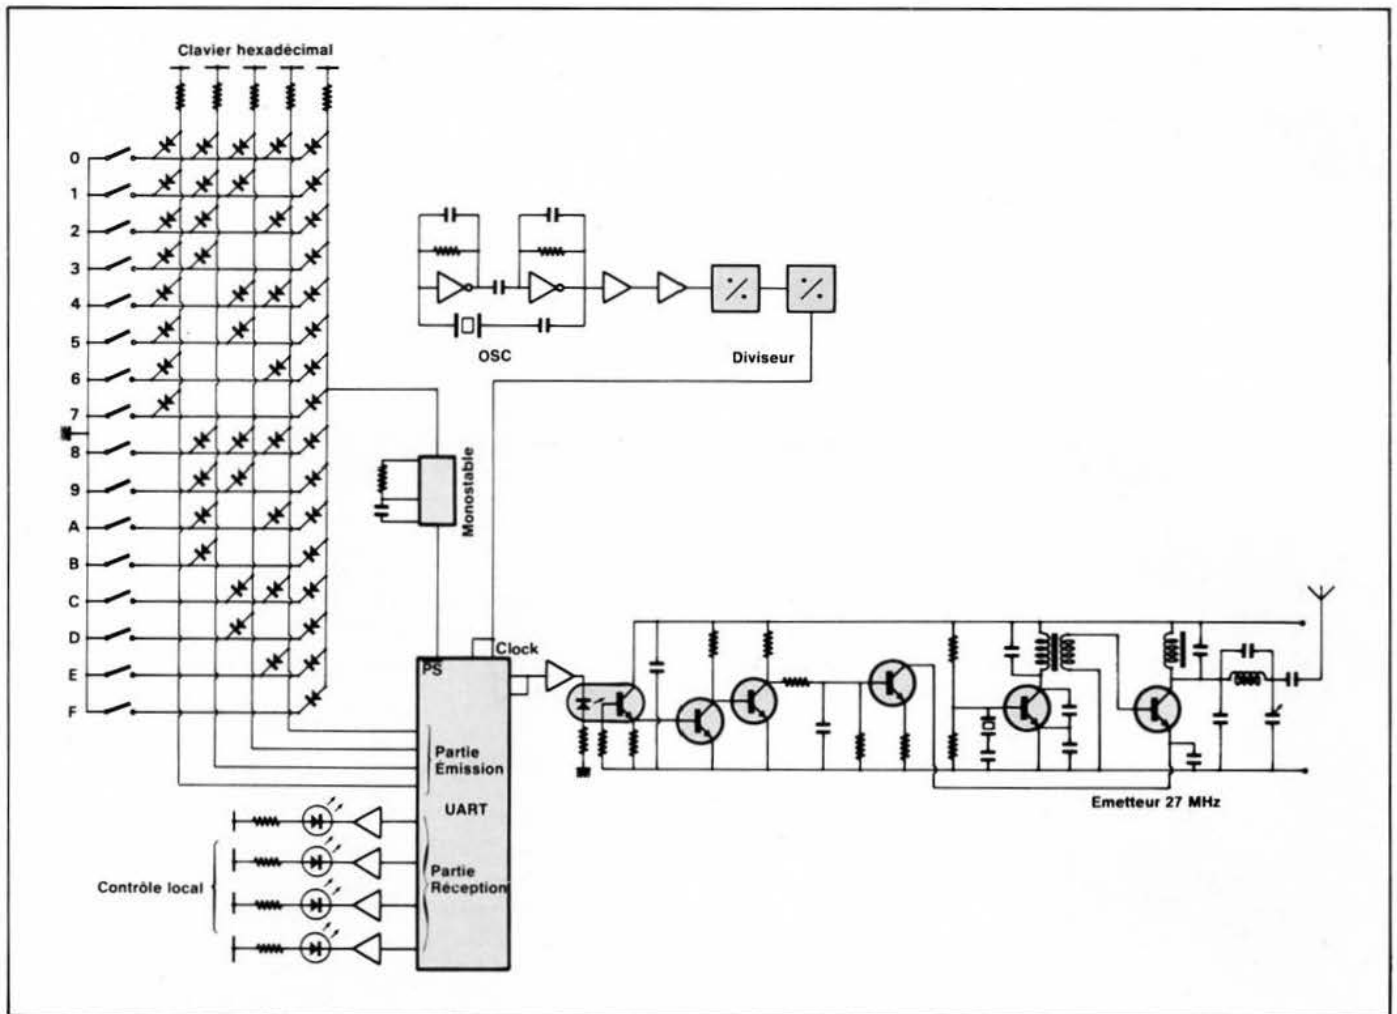 Clavier hexadécimal
0
1
2
3
4
5
6
7
8
9
A
B
C
D
E
F
OSC
Diviseur
Monostable
Clock
PS
Partie
Émission
UART
Partie
Réception
Contrôle local
Emetteur 27 MHz